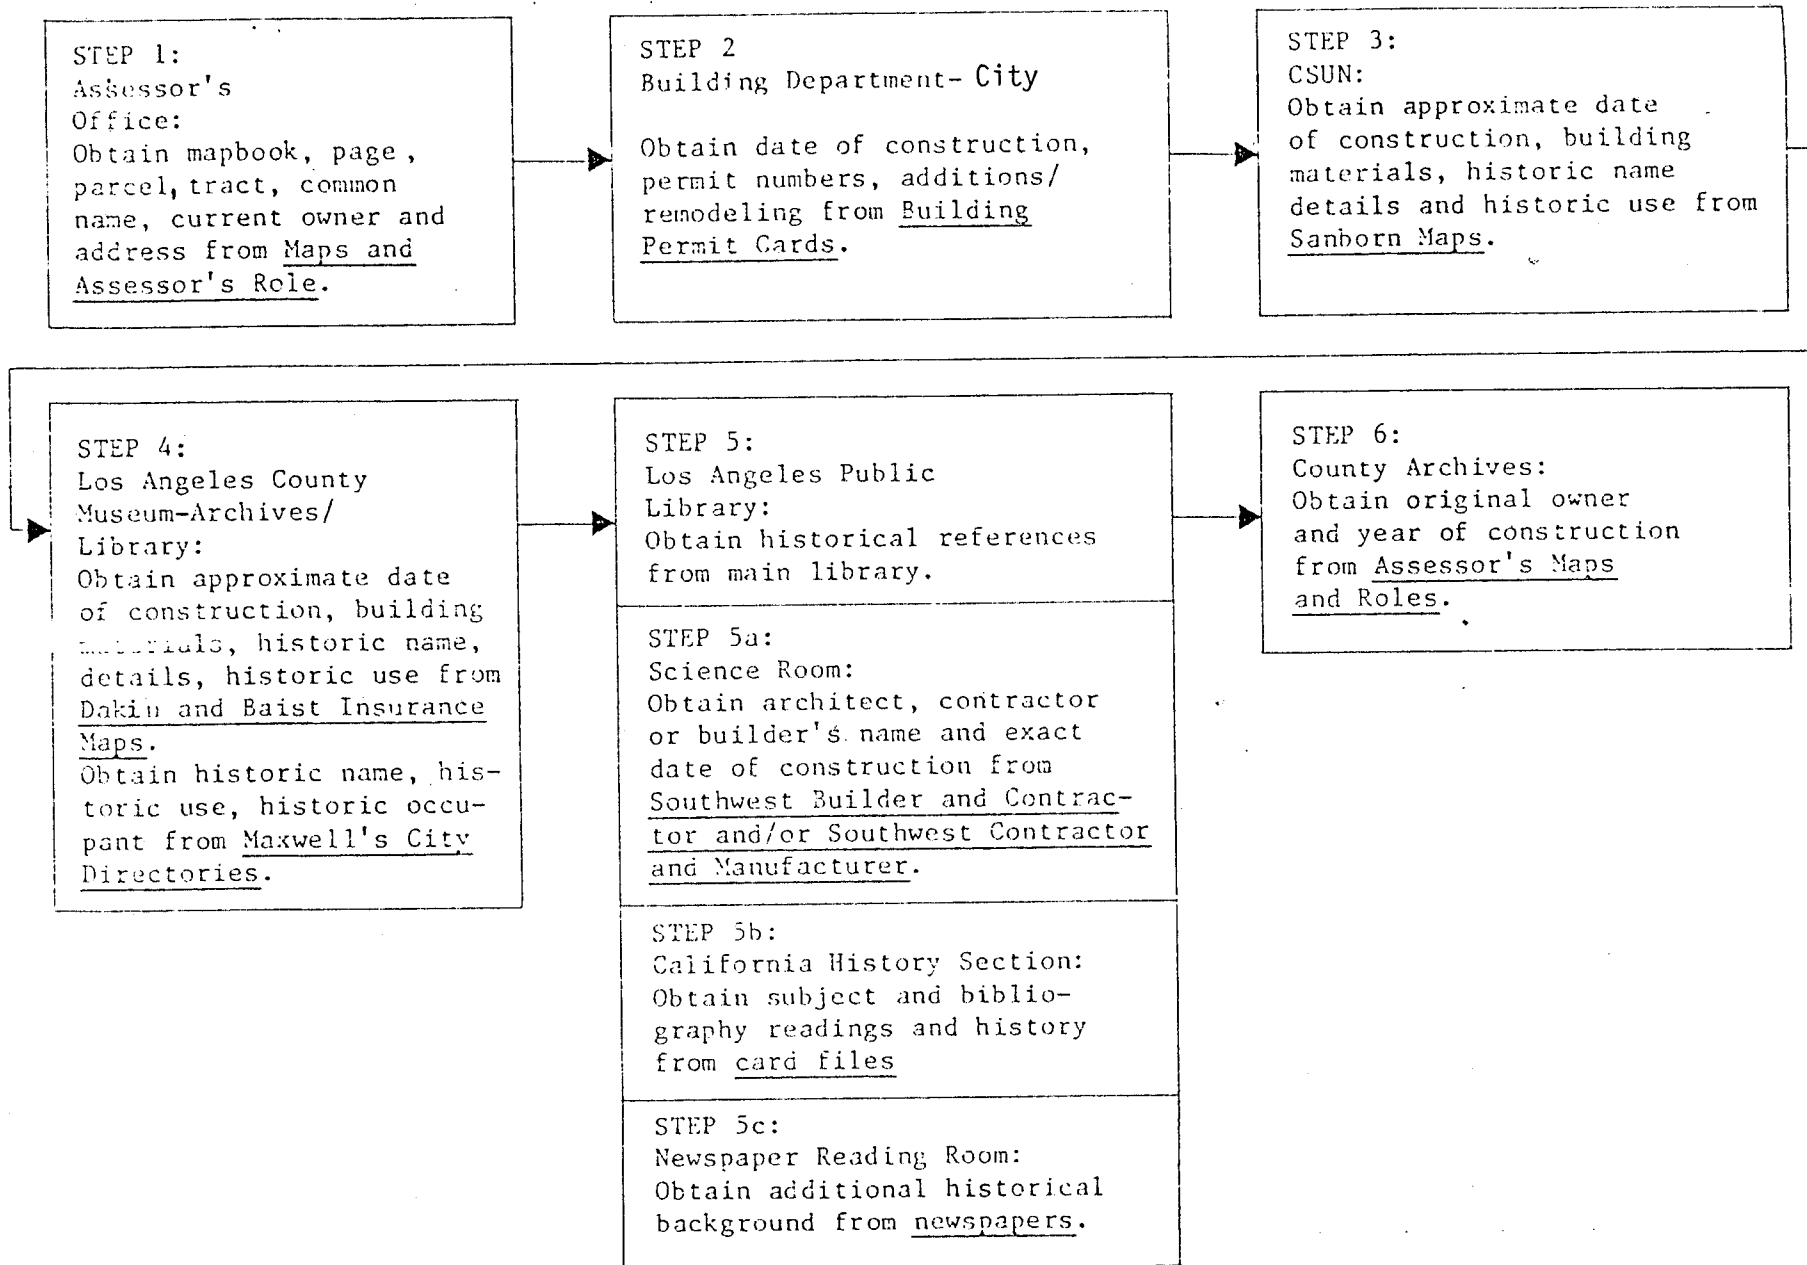 STEP 1:
Assessor's
Office:
Obtain mapbook, page,
parcel, tract, common
name, current owner and
address from Maps and
Assessor's Role.
STEP 2
Building Department- City
Obtain date of construction,
permit numbers, additions/
remodeling from Building
Permit Cards.
STEP 3:
CSUN:
Obtain approximate date
of construction, building
materials, historic name
details and historic use from
Sanborn Maps.
STEP 4:
Los Angeles County
Museum-Archives/
Library:
Obtain approximate date
of construction, building
materials, historic name,
details, historic use from
Dakin and Baist Insurance
Maps.
Obtain historic name, his-
toric use, historic occu-
pant from Maxwell's City
Directories.
STEP 5:
Los Angeles Public
Library:
Obtain historical references
from main library.
STEP 5a:
Science Room:
Obtain architect, contractor
or builder's name and exact
date of construction from
Southwest Builder and Contrac-
tor and/or Southwest Contractor
and Manufacturer.
STEP 5b:
California History Section:
Obtain subject and biblio-
graphy readings and history
from card files
STEP 5c:
Newspaper Reading Room:
Obtain additional historical
background from newspapers.
STEP 6:
County Archives:
Obtain original owner
and year of construction
from Assessor's Maps
and Roles.